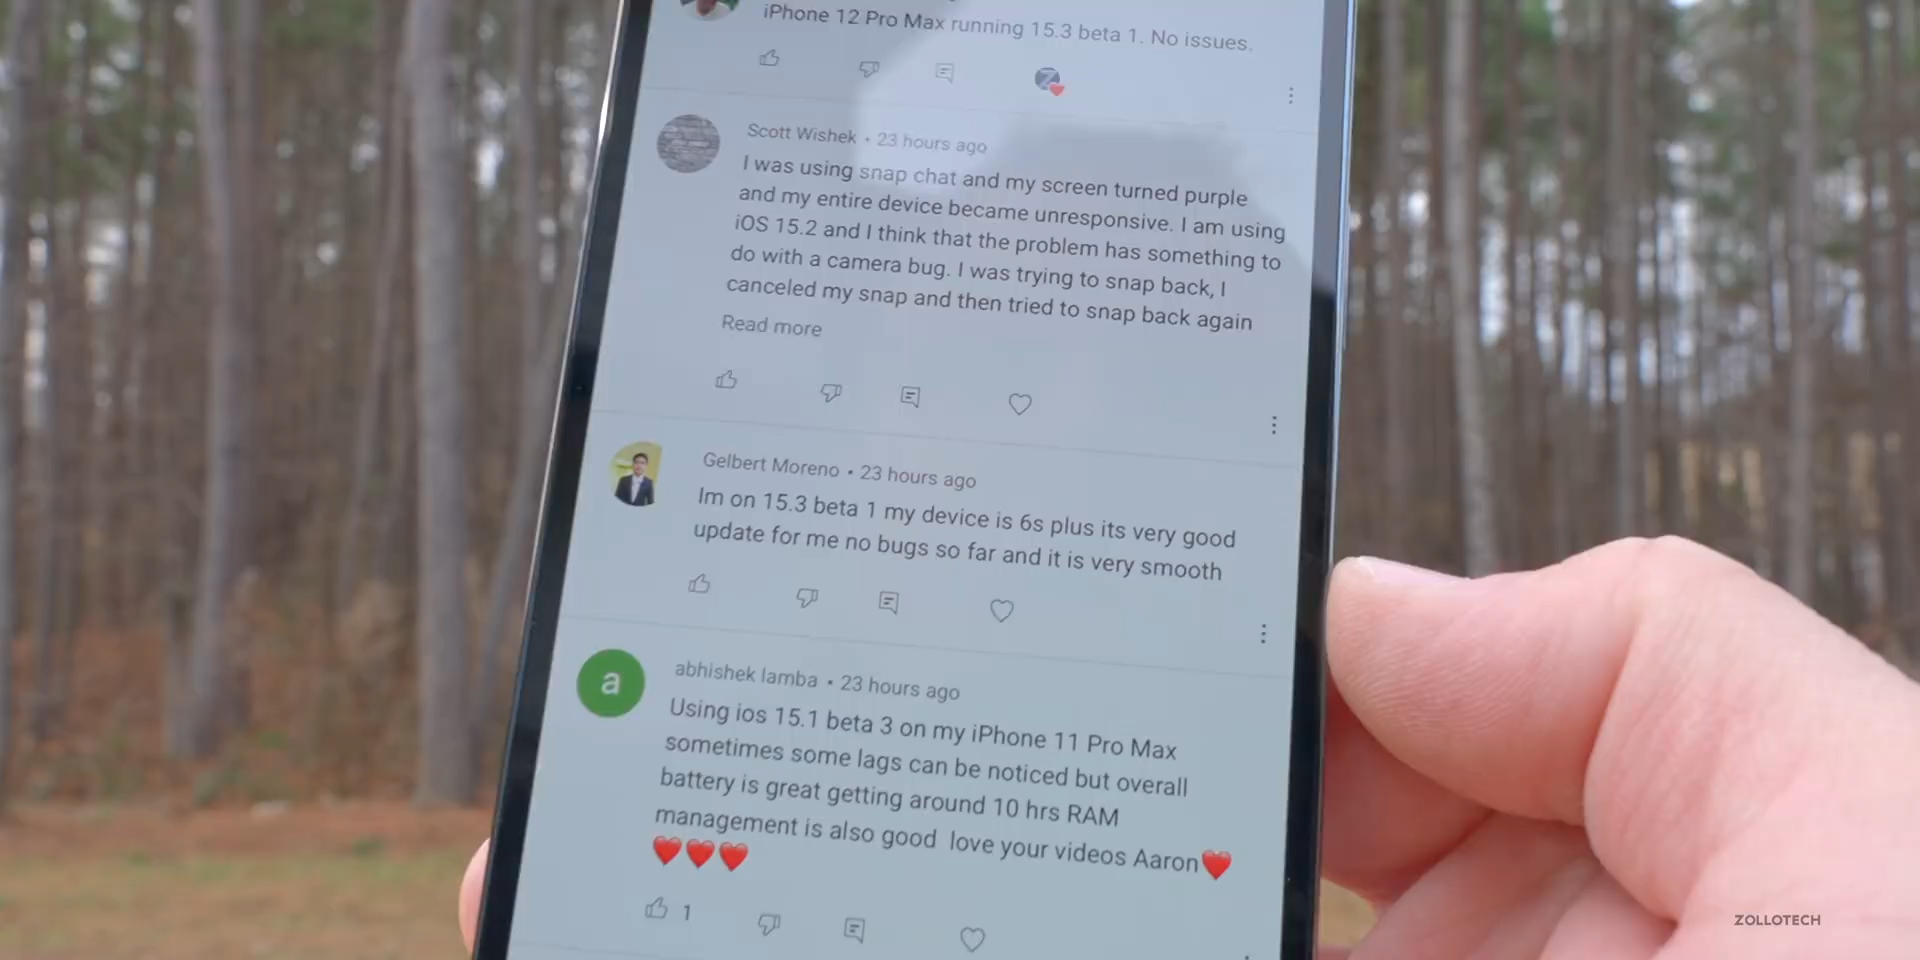 iPhone 12 Pro Max running 15.3 beta 1. No issues.
Scott Wishek • 23 hours ago
I was using snap chat and my screen turned purple
and my entire device became unresponsive. I am using
iOS 15.2 and I think that the problem has something to
do with a camera bug. I was trying to snap back, I
canceled my snap and then tried to snap back again
Read more
Gelbert Moreno • 23 hours ago
Im on 15.3 beta 1 my device is 6s plus its very good
update for me no bugs so far and it is very smooth
a
abhishek lamba • 23 hours ago
Using ios 15.1 beta 3 on my iPhone 11 Pro Max
sometimes some lags can be noticed but overall
battery is great getting around 10 hrs RAM
management is also good  love your videos Aaron❤️
❤️❤️❤️
1
ZOLLOTECH